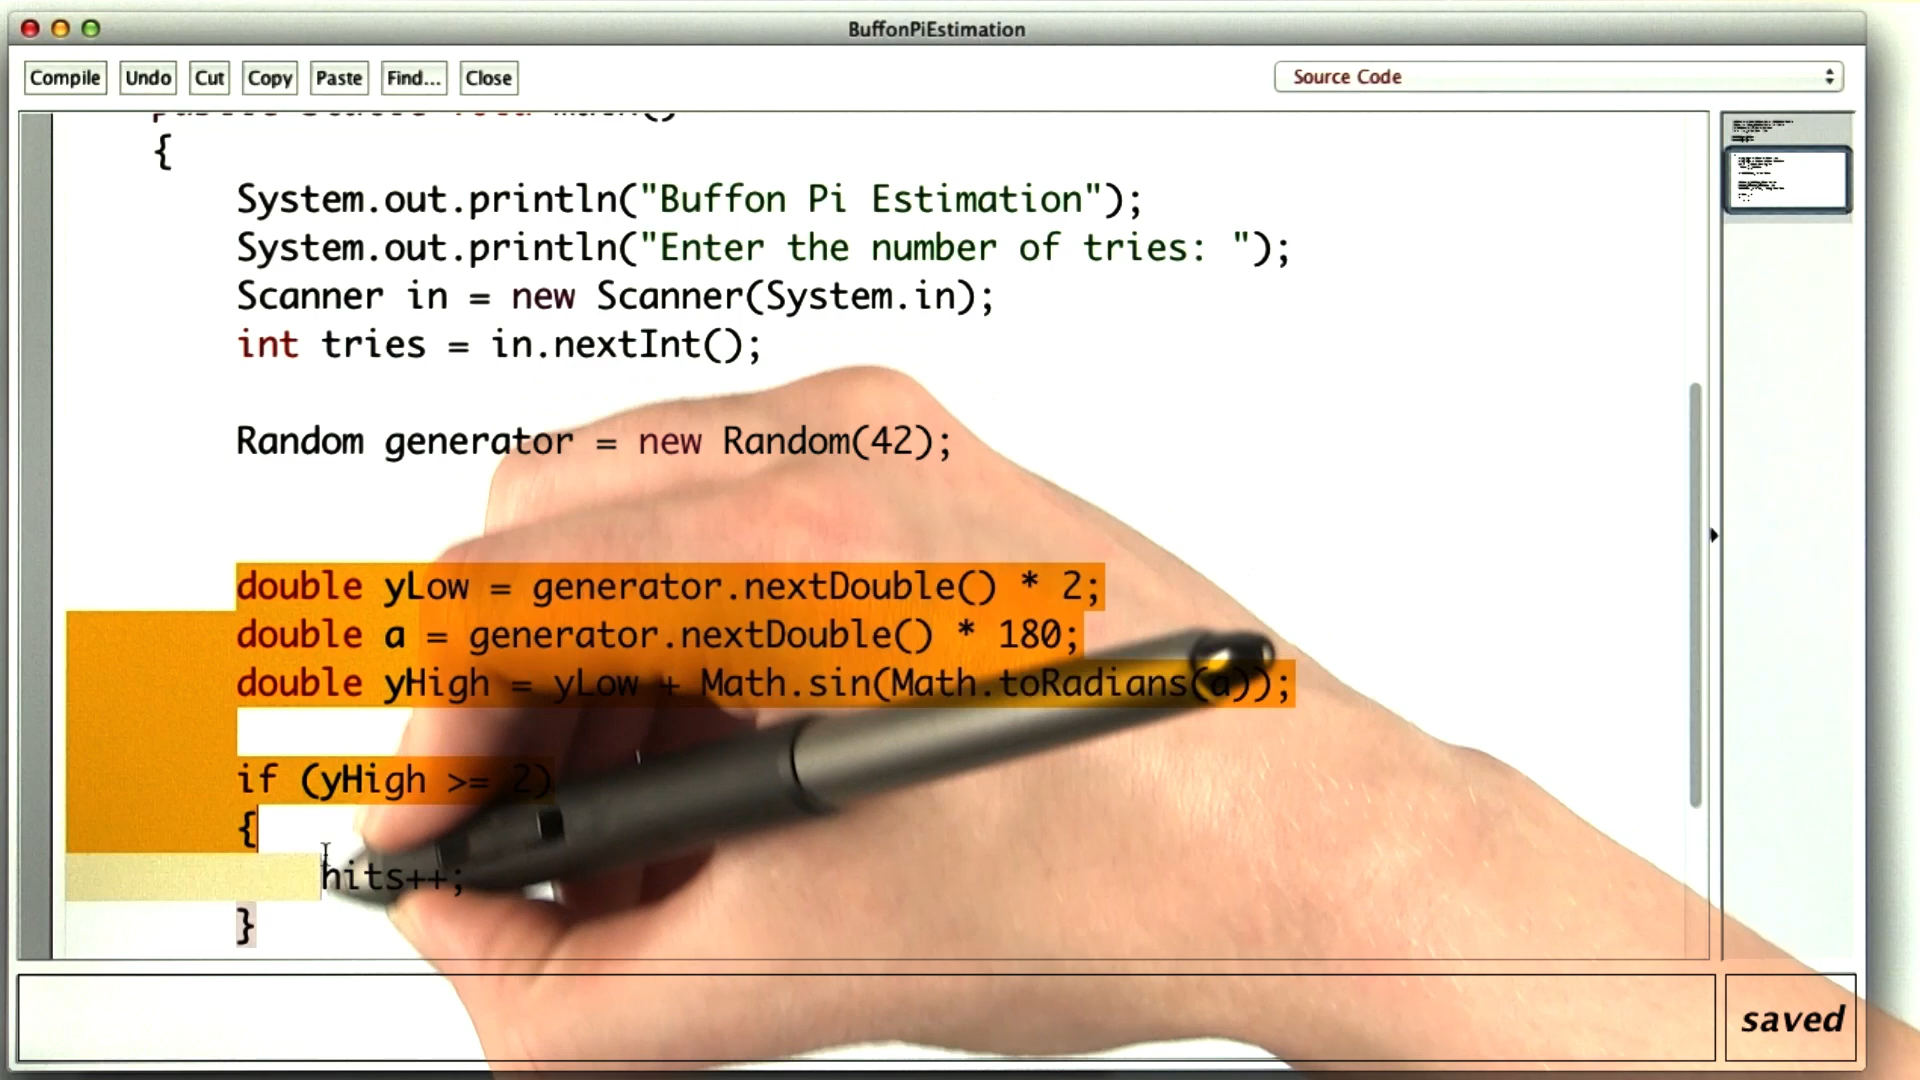 BuffonPiEstimation
Compile Undo Cut Copy Paste Find... Close Source Code
{
System.out.println("Buffon Pi Estimation");
System.out.println("Enter the number of tries: ");
Scanner in = new Scanner(System.in);
int tries = in.nextInt();
Random generator = new Random(42);
double yLow = generator.nextDouble() * 2;
double a = generator.nextDouble() * 180;
double yHigh = yLow + Math.sin(Math.toRadians(a));
if (yHigh >= 2)
{
hits++;
}
saved